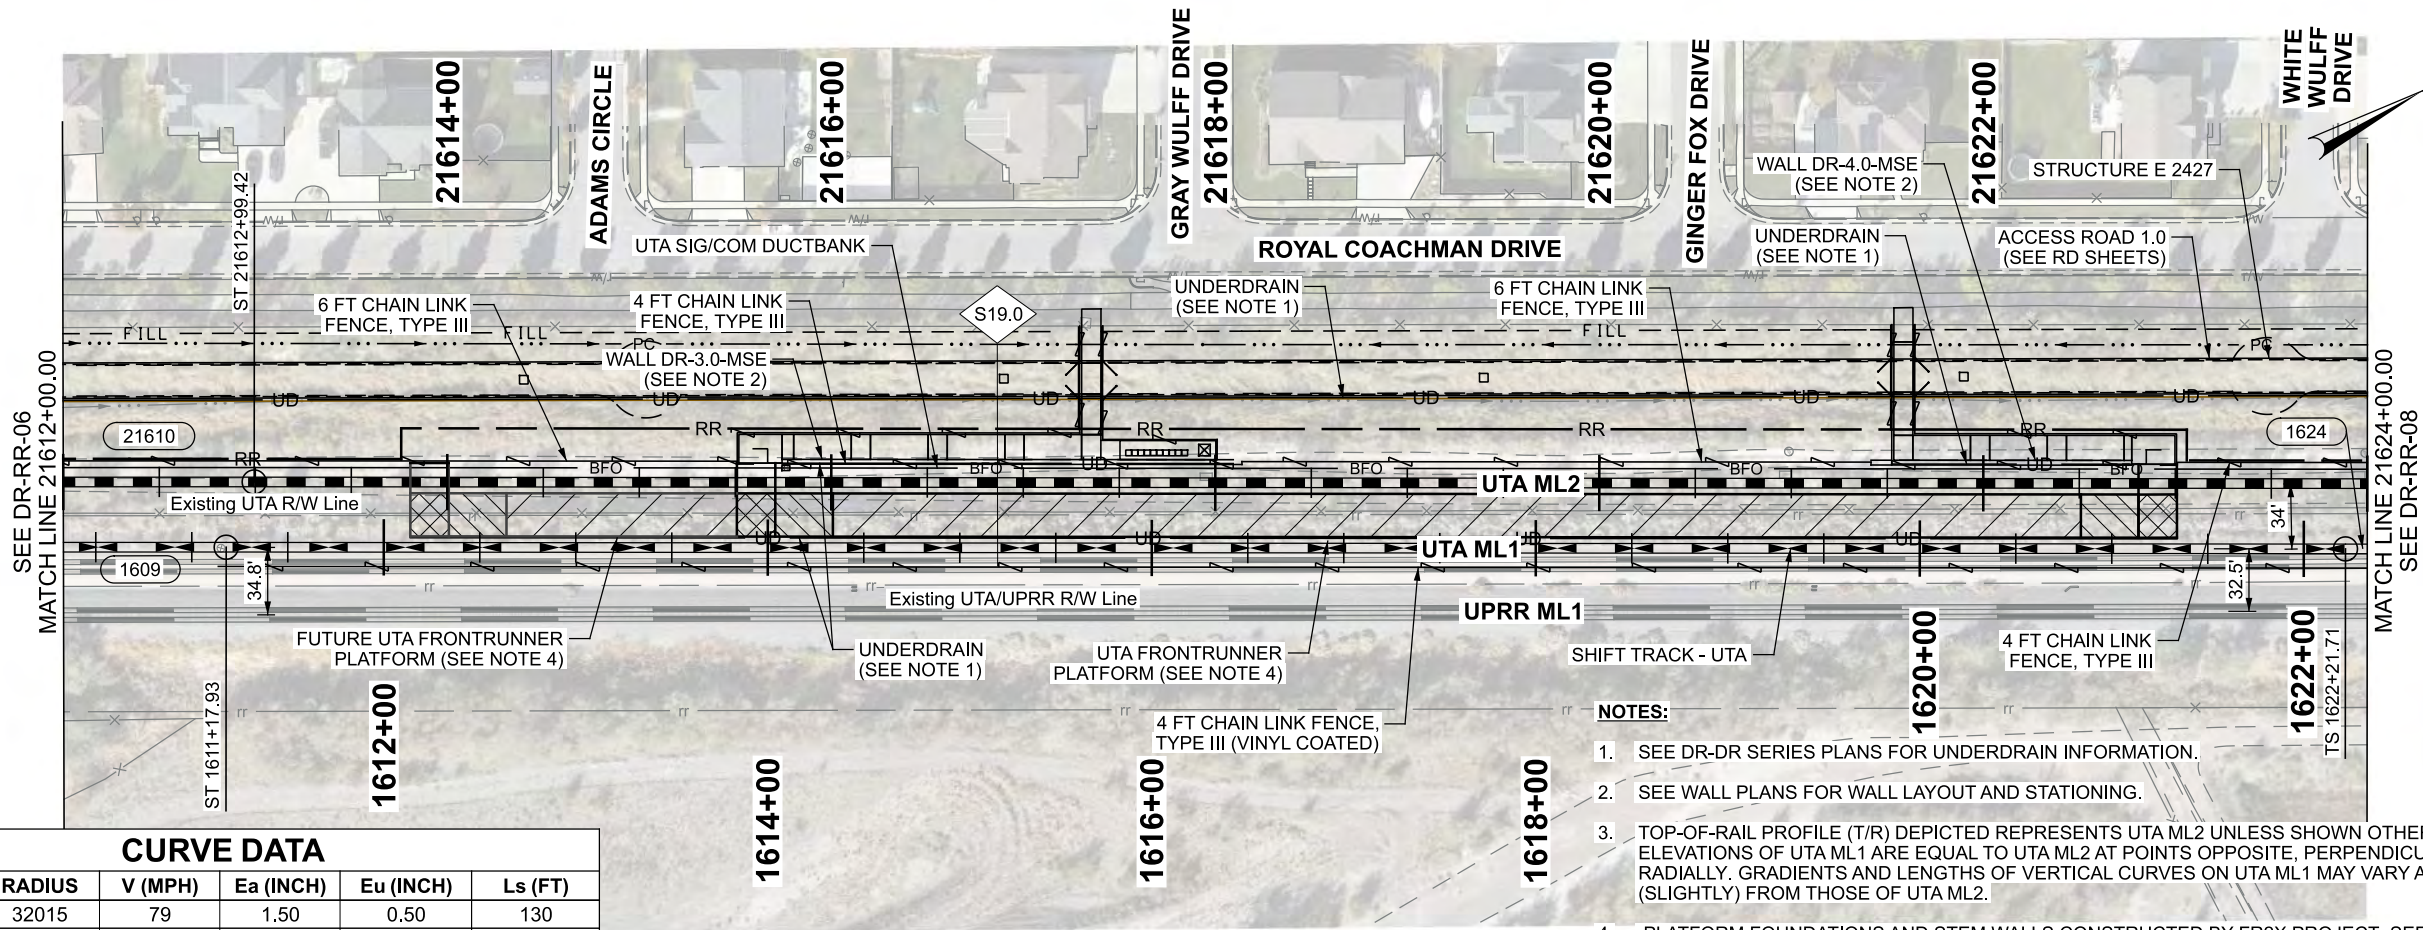 21614+00
ADAMS CIRCLE
21616+00
GRAY WULFF DRIVE
21618+00
21620+00
GINGER FOX DRIVE
21622+00
WHITE
WULFF
DRIVE
ST 21612+99.42
WALL DR-4.0-MSE
(SEE NOTE 2)
STRUCTURE E 2427
UTA SIG/COM DUCTBANK
ROYAL COACHMAN DRIVE
UNDERDRAIN
(SEE NOTE 1)
ACCESS ROAD 1.0
(SEE RD SHEETS)
6 FT CHAIN LINK
FENCE, TYPE III
4 FT CHAIN LINK
FENCE, TYPE III
S19.0
UNDERDRAIN
(SEE NOTE 1)
6 FT CHAIN LINK
FENCE, TYPE III
FILL
FILL
FILL
PC
PC
WALL DR-3.0-MSE
(SEE NOTE 2)
SEE DR-RR-06
MATCH LINE 21612+00.00
MATCH LINE 21624+00.00
SEE DR-RR-08
UD
UD
UD
UD
UD
UD
21610
RR
RR
RR
RR
RR
1624
BFO
BFO
UD
BFO
BFO
UD
BFO
Existing UTA R/W Line
UTA ML2
34'
rr
rr
rr
rr
rr
UD
UD
UD
UD
UTA ML1
1609
34.8'
32.5'
rr
rr
rr
rr
rr
Existing UTA/UPRR R/W Line
UPRR ML1
FUTURE UTA FRONTRUNNER
PLATFORM (SEE NOTE 4)
UNDERDRAIN
(SEE NOTE 1)
UTA FRONTRUNNER
PLATFORM (SEE NOTE 4)
SHIFT TRACK - UTA
4 FT CHAIN LINK
FENCE, TYPE III
ST 1611+17.93
1612+00
1614+00
1616+00
1618+00
1620+00
1622+00
TS 1622+21.71
rr
rr
rr
rr
rr
4 FT CHAIN LINK FENCE,
TYPE III (VINYL COATED)
NOTES:
1. SEE DR-DR SERIES PLANS FOR UNDERDRAIN INFORMATION.
2. SEE WALL PLANS FOR WALL LAYOUT AND STATIONING.
3. TOP-OF-RAIL PROFILE (T/R) DEPICTED REPRESENTS UTA ML2 UNLESS SHOWN
ELEVATIONS OF UTA ML1 ARE EQUAL TO UTA ML2 AT POINTS OPPOSITE,
RADIALLY. GRADIENTS AND LENGTHS OF VERTICAL CURVES ON UTA ML1 MAY VARY
(SLIGHTLY) FROM THOSE OF UTA ML2.
CURVE DATA
RADIUS V (MPH) Ea (INCH) Eu (INCH) Ls (FT)
32015 79 1.50 0.50 130